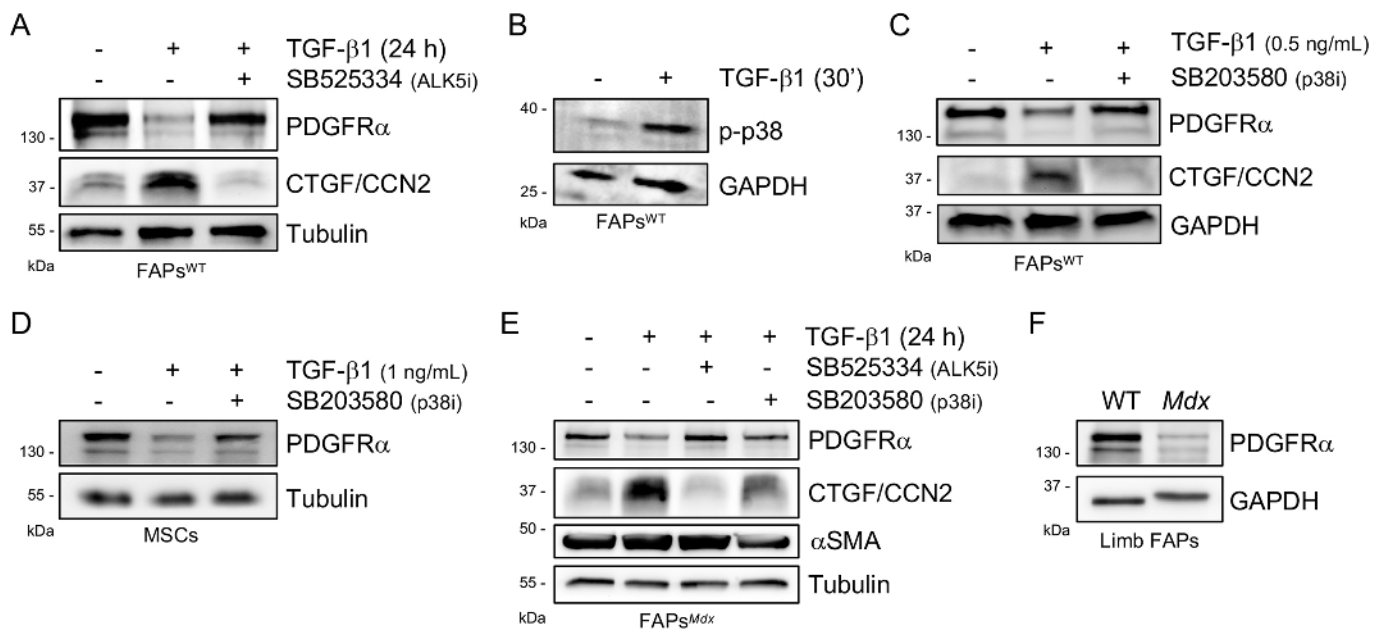 A
- + + TGF-β1 (24 h)
- - + SB525334 (ALK5i)
PDGFRα
130 -
CTGF/CCN2
37 -
55 - Tubulin
kDa
FAPsWT
B
- + TGF-β1 (30')
40 -
p-p38
GAPDH
25 -
kDa
FAPsWT
C
- + + TGF-β1 (0.5 ng/mL)
- - + SB203580 (p38i)
PDGFRα
130 -
CTGF/CCN2
37 -
37 -
GAPDH
kDa
FAPsWT
D
- + + TGF-β1 (1 ng/mL)
- - + SB203580 (p38i)
PDGFRα
130 -
55 - Tubulin
kDa
MSCs
E
- + + + TGF-β1 (24 h)
- - + - SB525334 (ALK5i)
- - - + SB203580 (p38i)
PDGFRα
130 -
37 - CTGF/CCN2
50 -
αSMA
55 - Tubulin
kDa
FAPsMdx
F
WT Mdx
PDGFRα
130 -
37 -
GAPDH
kDa
Limb FAPs